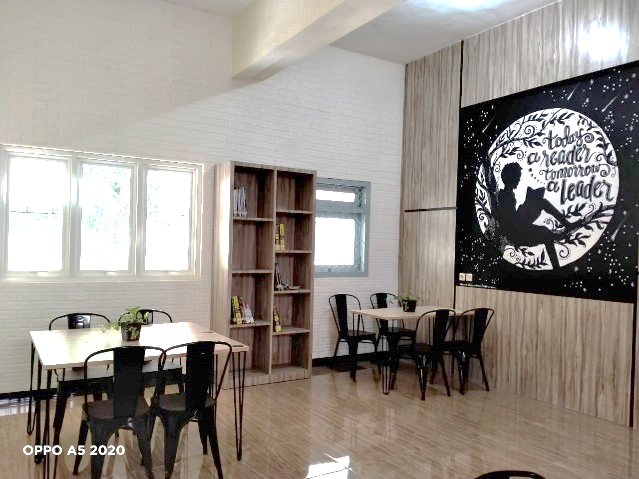 today
a reader
tomorrow
a leader
OPPO A5 2020